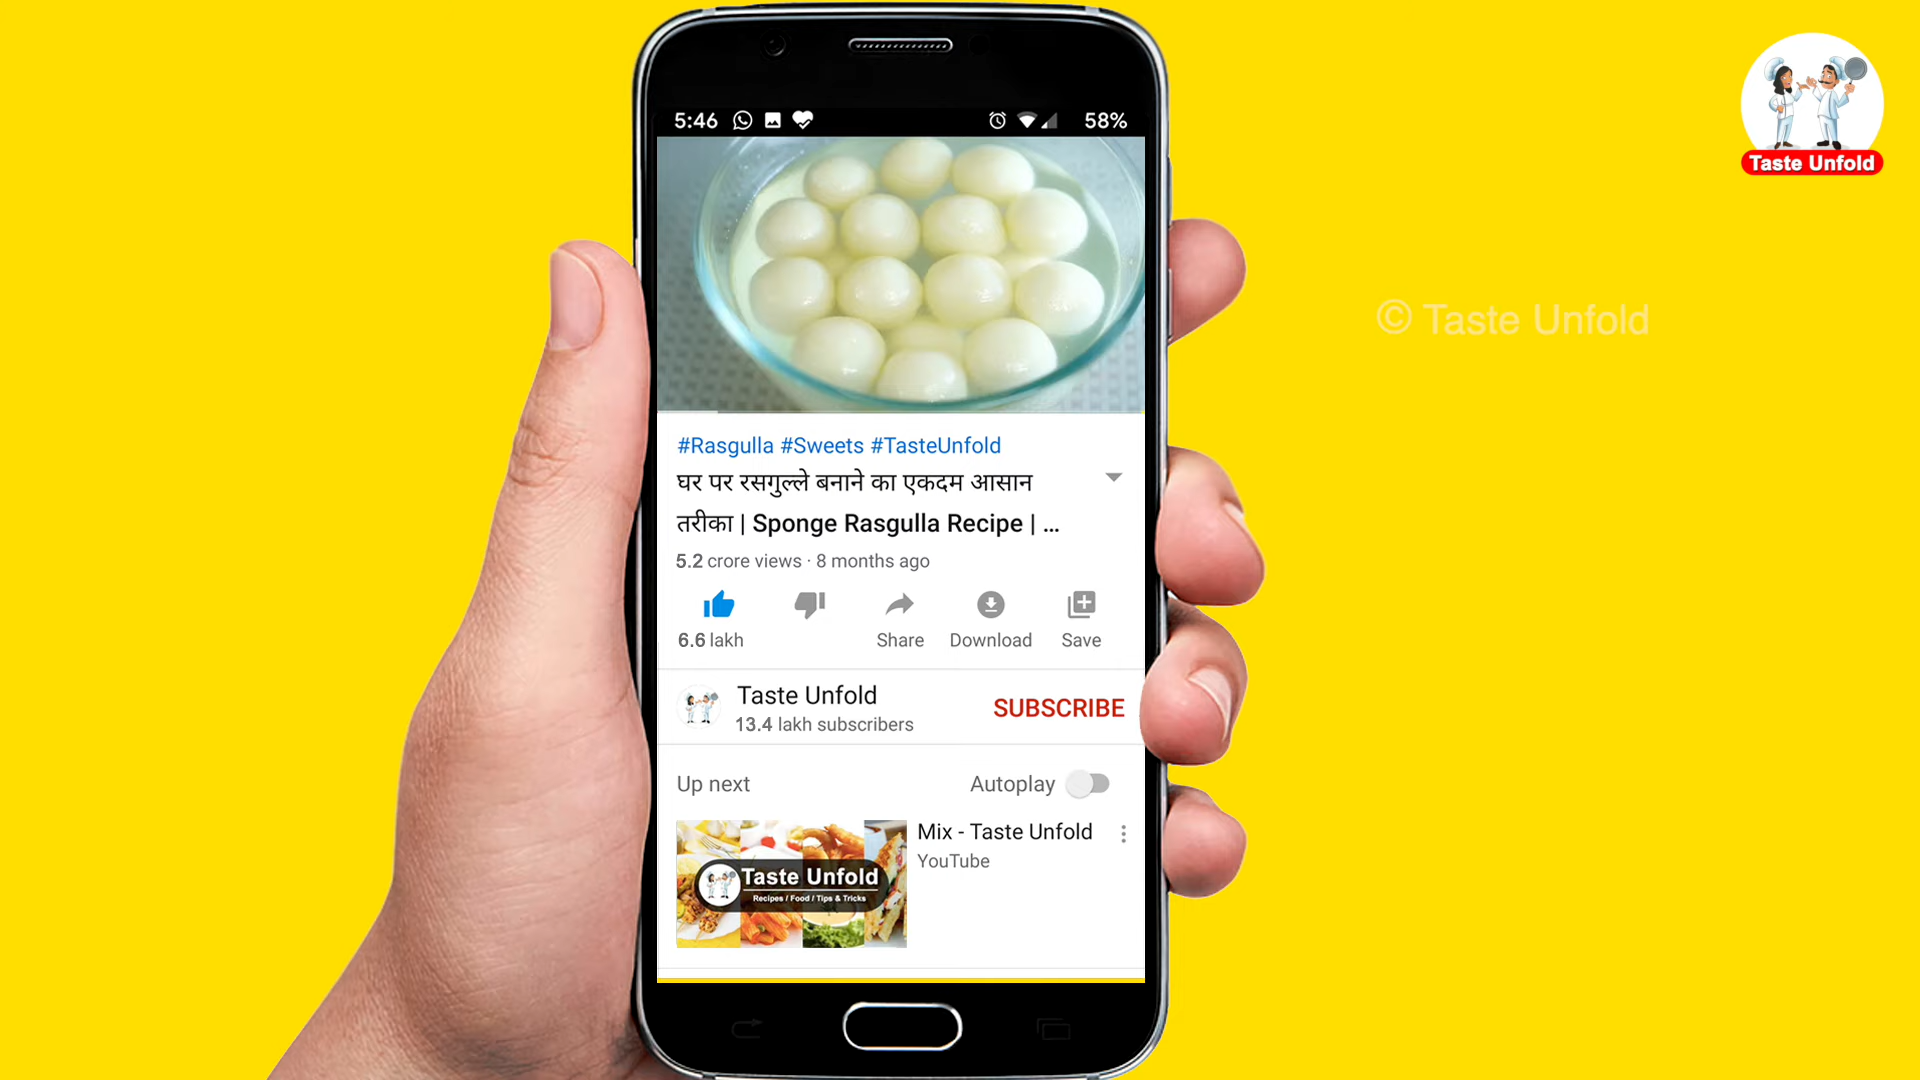 5:46
58%
Taste Unfold
© Taste Unfold
#Rasgulla #Sweets #TasteUnfold
घर पर रसगुल्ले बनाने का एकदम आसान
तरीका | Sponge Rasgulla Recipe | ...
5.2 crore views · 8 months ago
6.6 lakh
Share
Download
Save
Taste Unfold
13.4 lakh subscribers
SUBSCRIBE
Up next
Autoplay
Mix - Taste Unfold
YouTube
Taste Unfold
Recipes / Food / Tips & Tricks